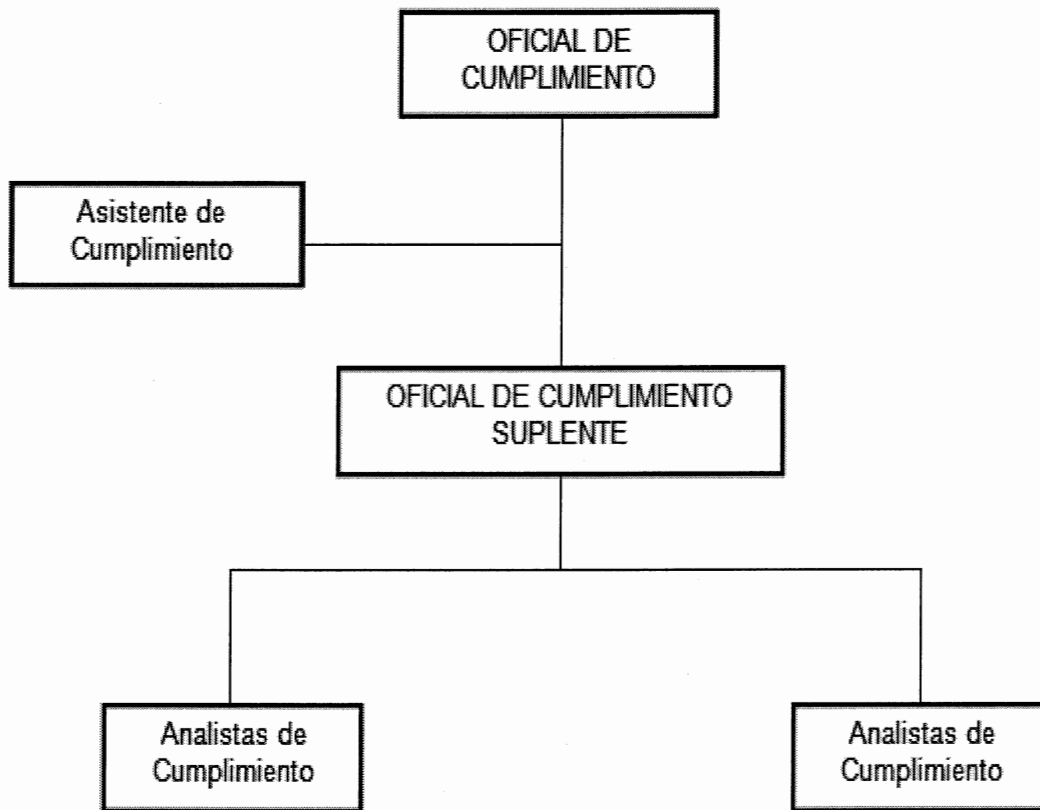 OFICIAL DE
CUMPLIMIENTO
Asistente de
Cumplimiento
OFICIAL DE CUMPLIMIENTO
SUPLENTE
Analistas de
Cumplimiento
Analistas de
Cumplimiento